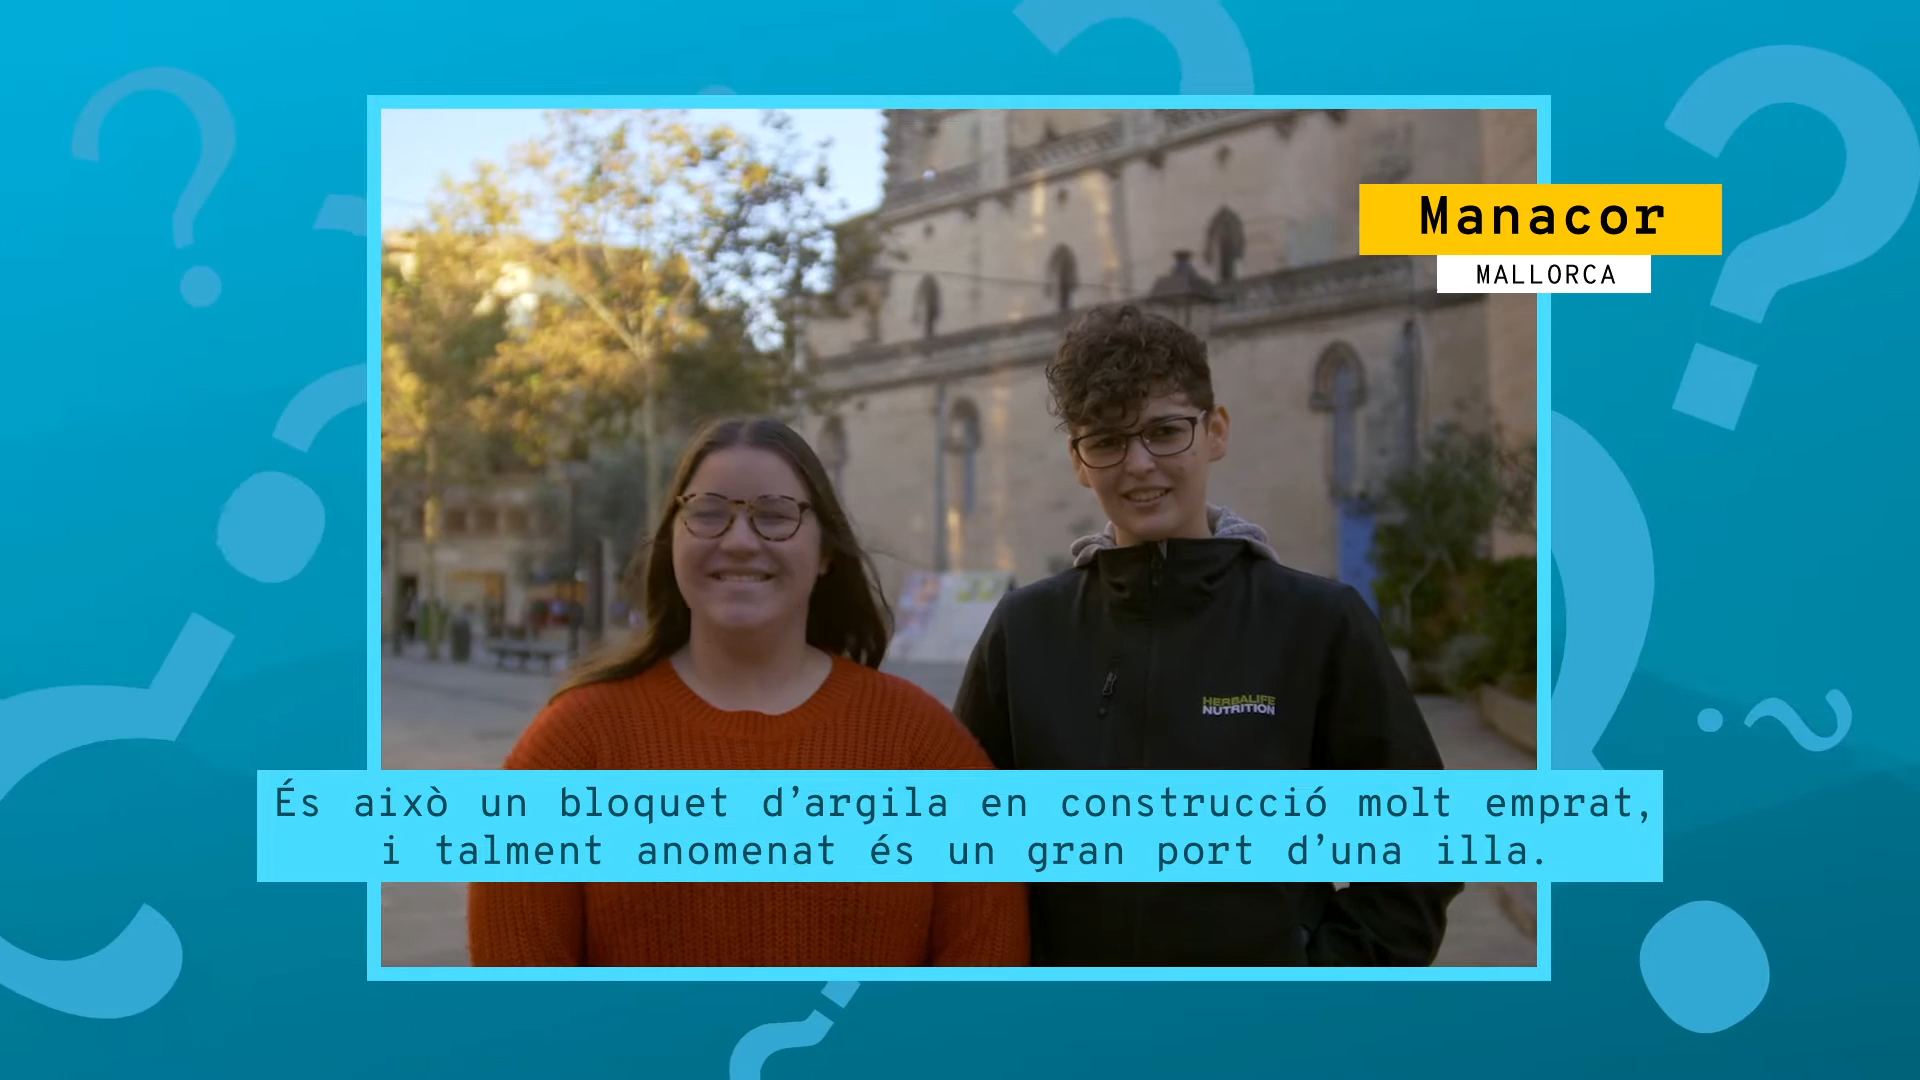 Manacor
MALLORCA
HERBALIFE
NUTRITION
És això un bloquet d’argila en construcció molt emprat,
i talment anomenat és un gran port d’una illa.